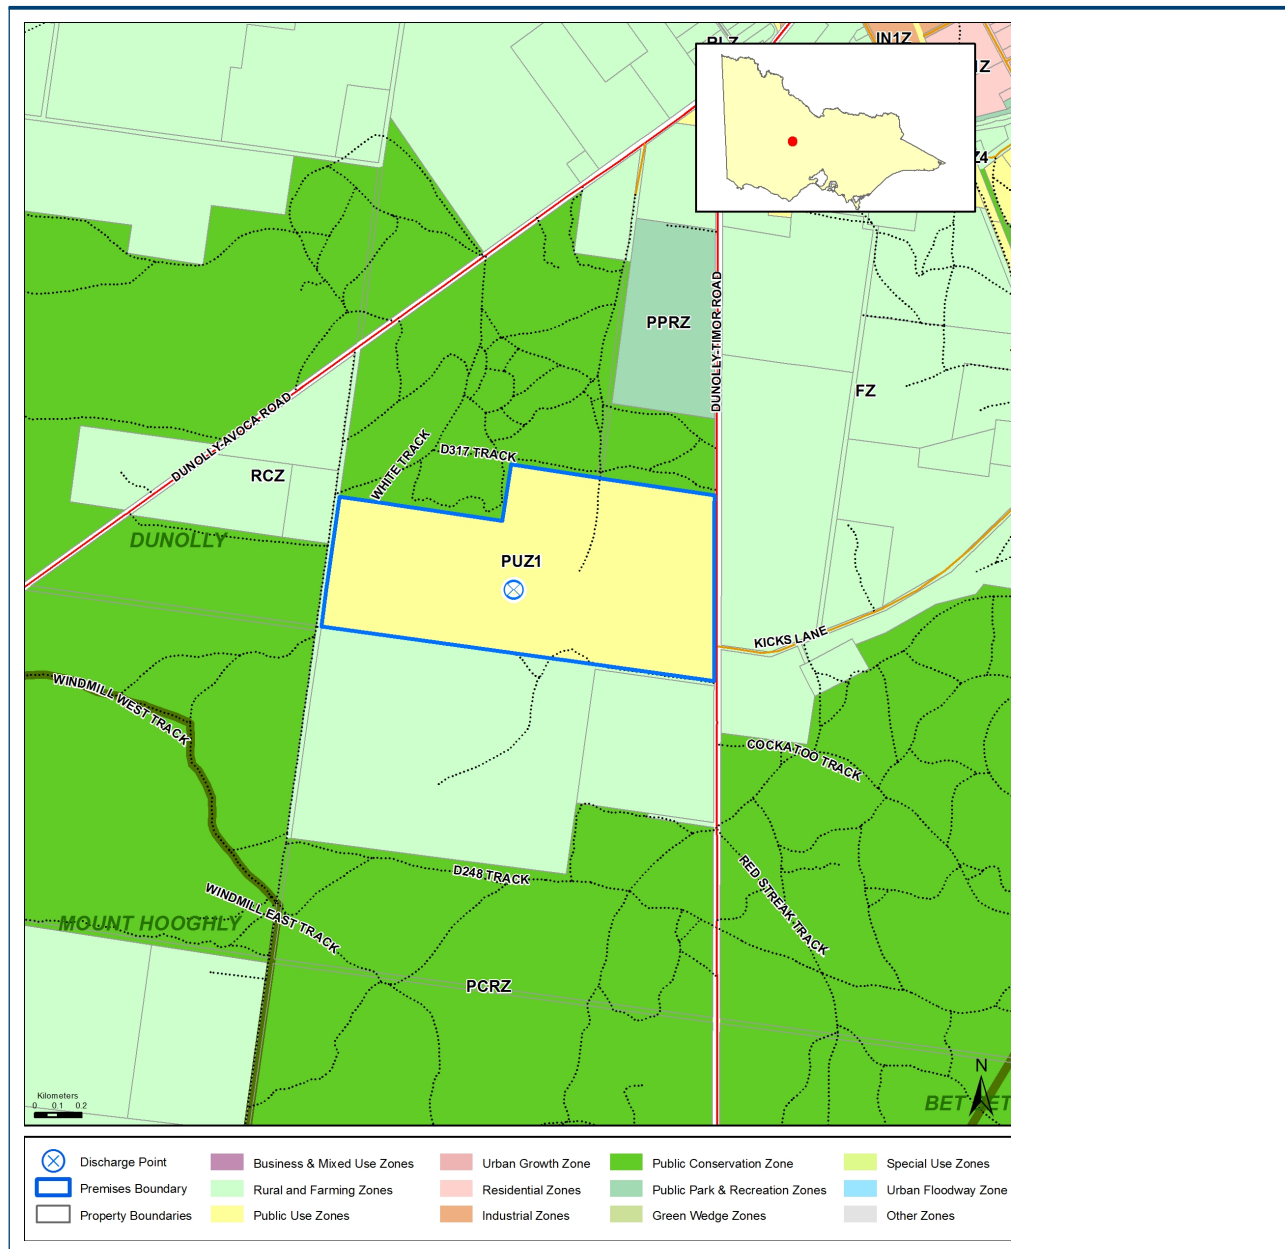 IN1Z
1Z
Z4
PPRZ
DUNOLLY-TIMOR ROAD
FZ
DUNOLLY-AVOCA-ROAD
WHITE TRACK
D317 TRACK
RCZ
DUNOLLY
PUZ1
KICKS LANE
WINDMILL WEST TRACK
COCKATOO TRACK
D248 TRACK
RED STREAK TRACK
WINDMILL EAST TRACK
MOUNT HOOGHLY
PCRZ
N
BET BET
Kilometers
0 0.1 0.2
Discharge Point
Business & Mixed Use Zones
Urban Growth Zone
Public Conservation Zone
Special Use Zones
Premises Boundary
Rural and Farming Zones
Residential Zones
Public Park & Recreation Zones
Urban Floodway Zone
Property Boundaries
Public Use Zones
Industrial Zones
Green Wedge Zones
Other Zones